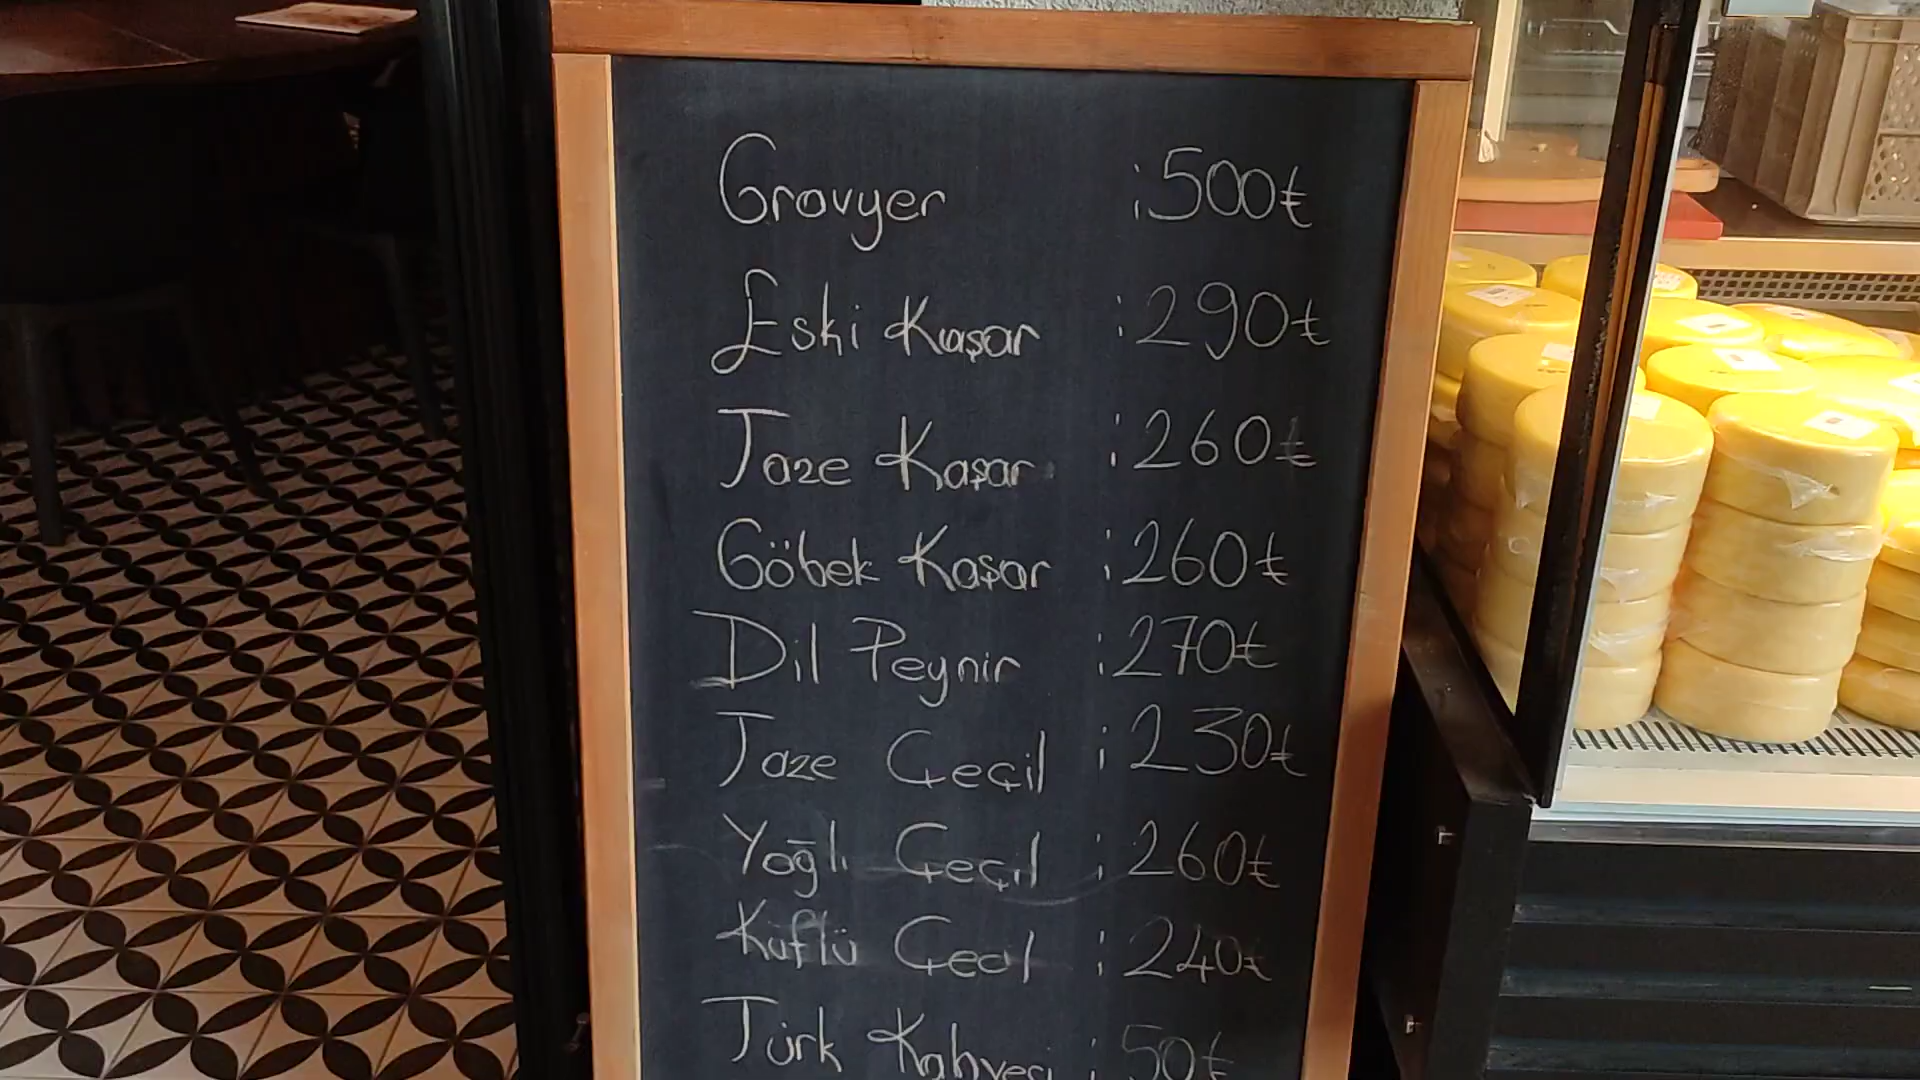 Gravyer : 500₺
Eski Kaşar : 290₺
Taze Kaşar : 260₺
Göbek Kaşar : 260₺
Dil Peynir : 270₺
Taze Çeçil : 230₺
Yağlı Çeçil : 260₺
Küflü Çeçil : 240₺
Türk Kahvesi : 50₺